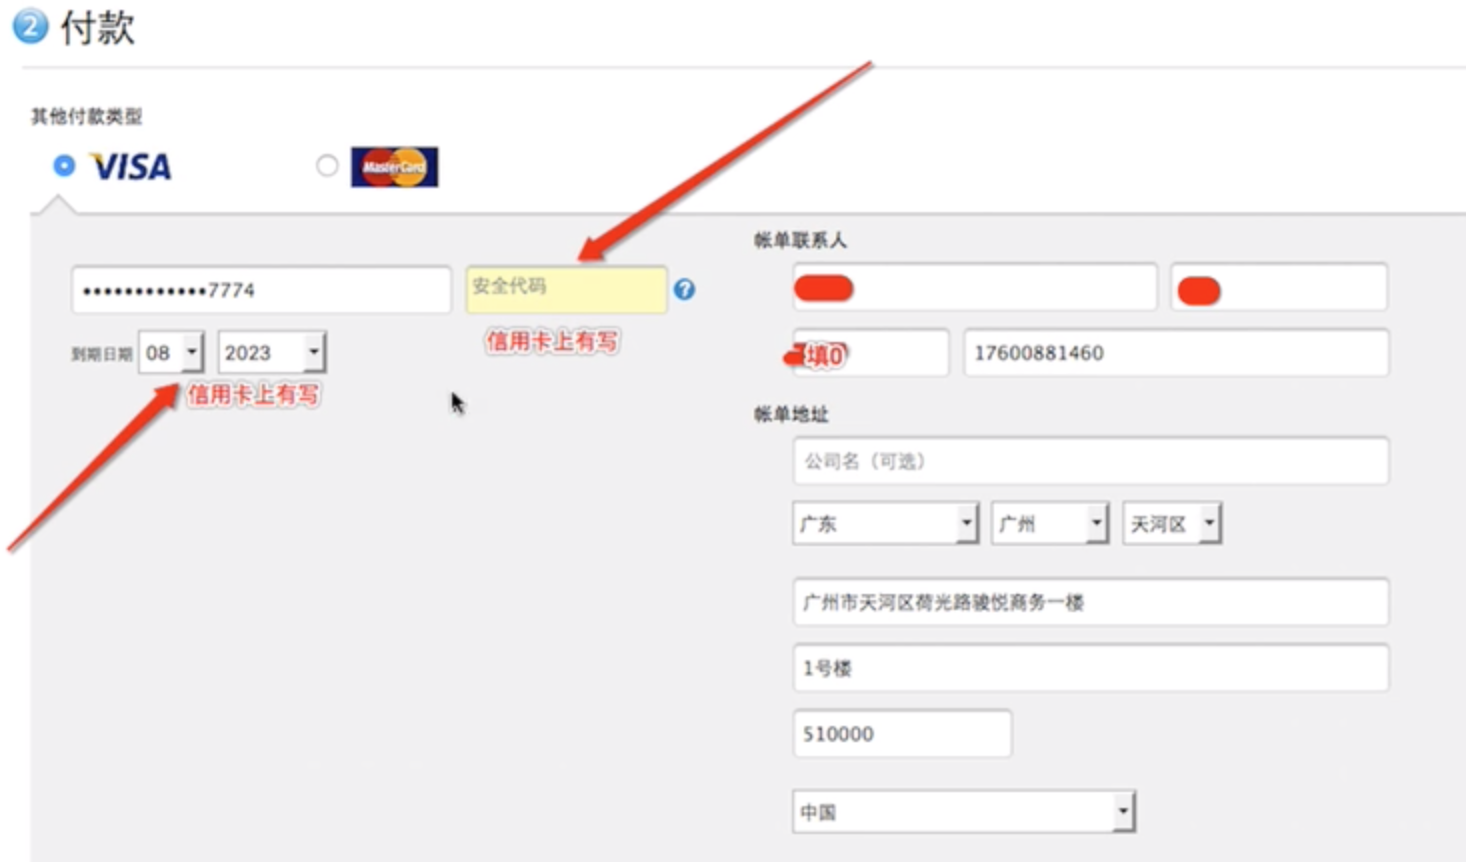 2 付款
其他付款类型
VISA MasterCard
帐单联系人
••••••••••••7774 安全代码 ?
信用卡上有写
到期日期 08 2023
信用卡上有写
填0 17600881460
帐单地址
公司名（可选）
广东 广州 天河区
广州市天河区荷光路骏悦商务一楼
1号楼
510000
中国